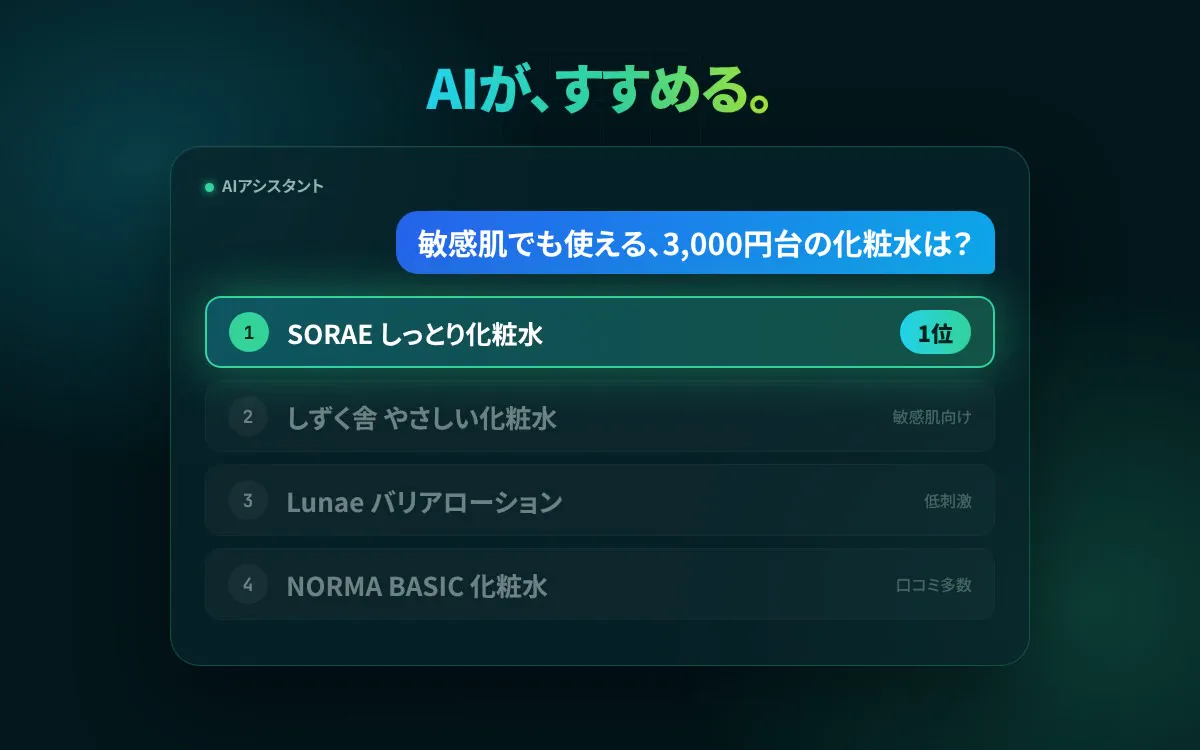 AIが、すすめる。
AIアシスタント
敏感肌でも使える、3,000円台の化粧水は?
1 SORAE しっとり化粧水 1位
2 しずく舎 やさしい化粧水 敏感肌向け
3 Lunae バリアローション 低刺激
4 NORMA BASIC 化粧水 口コミ多数